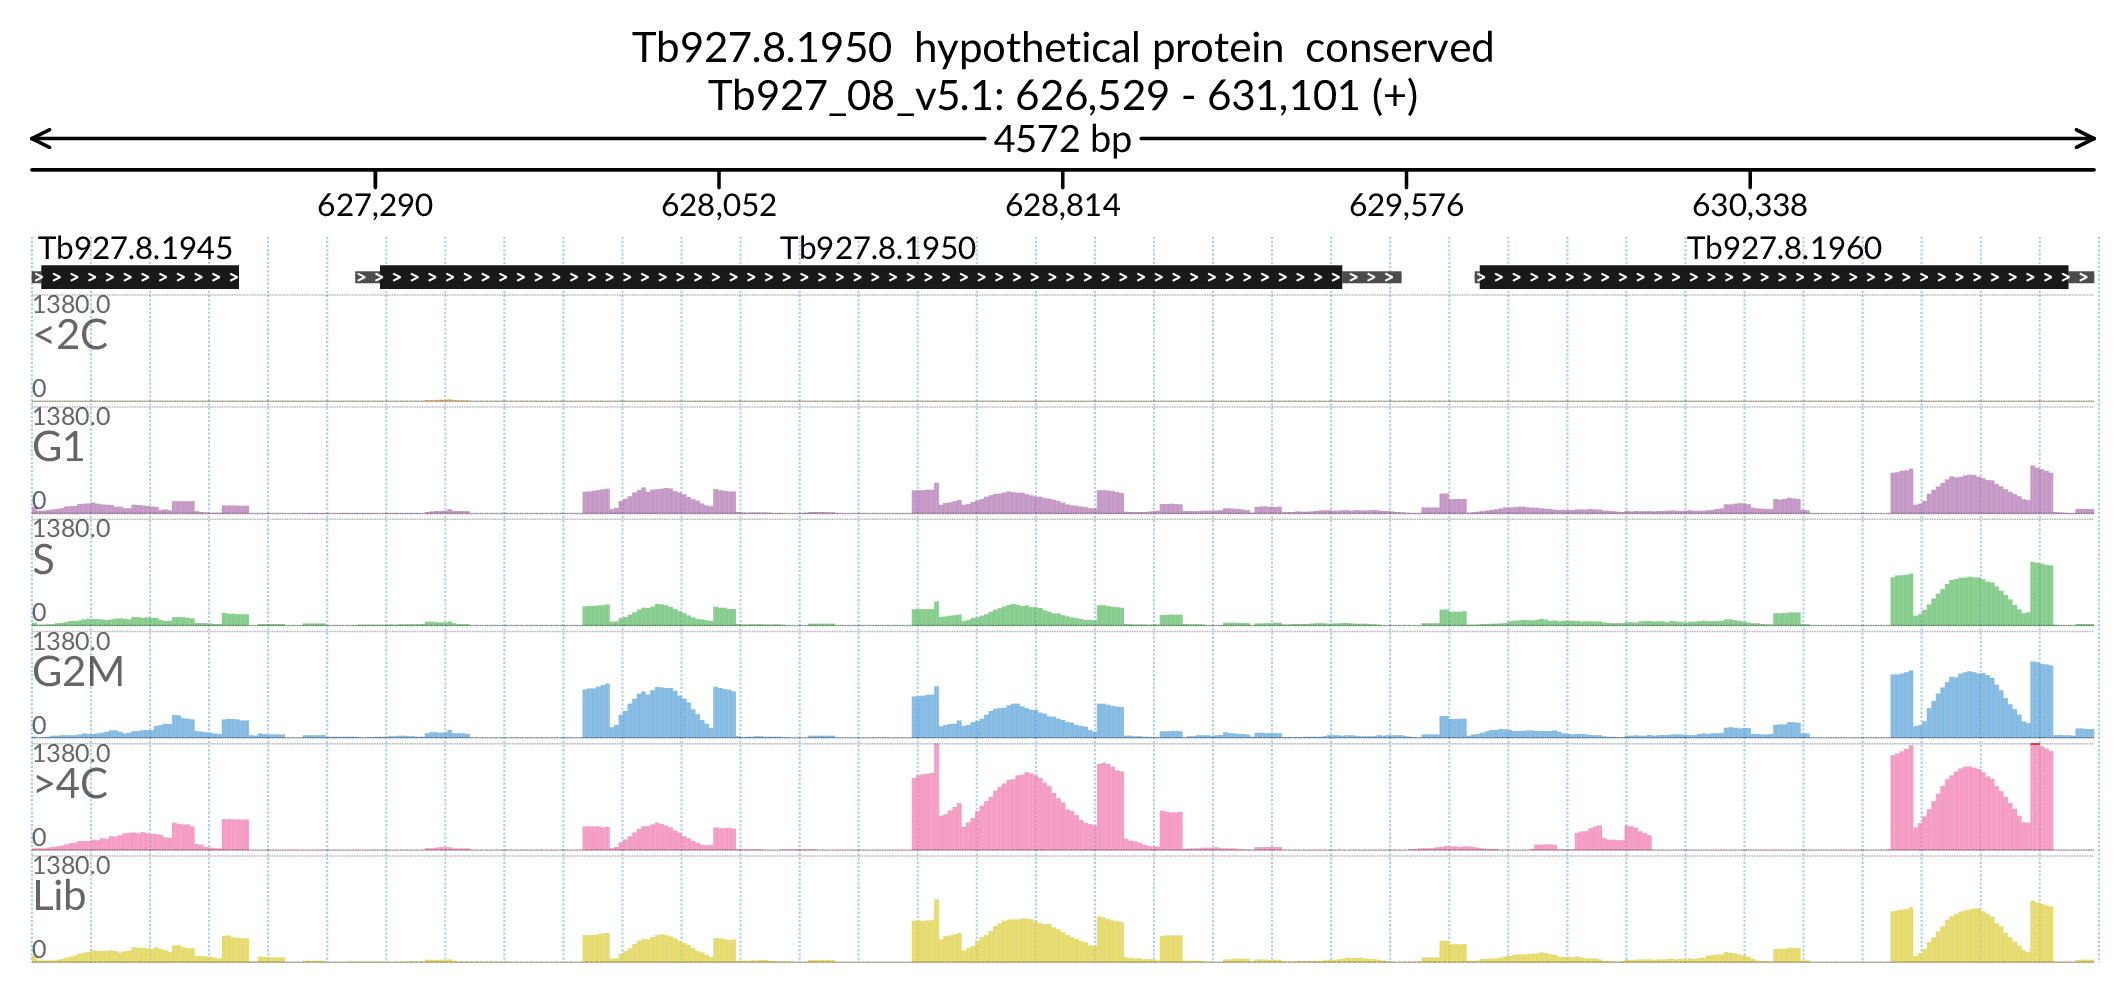 Tb927.8.1950  hypothetical protein  conserved
Tb927_08_v5.1: 626,529 - 631,101 (+)
4572 bp
627,290 628,052 628,814 629,576 630,338
Tb927.8.1945 Tb927.8.1950 Tb927.8.1960
1380.0
<2C
0
1380.0
G1
0
1380.0
S
0
1380.0
G2M
0
1380.0
>4C
0
1380.0
Lib
0